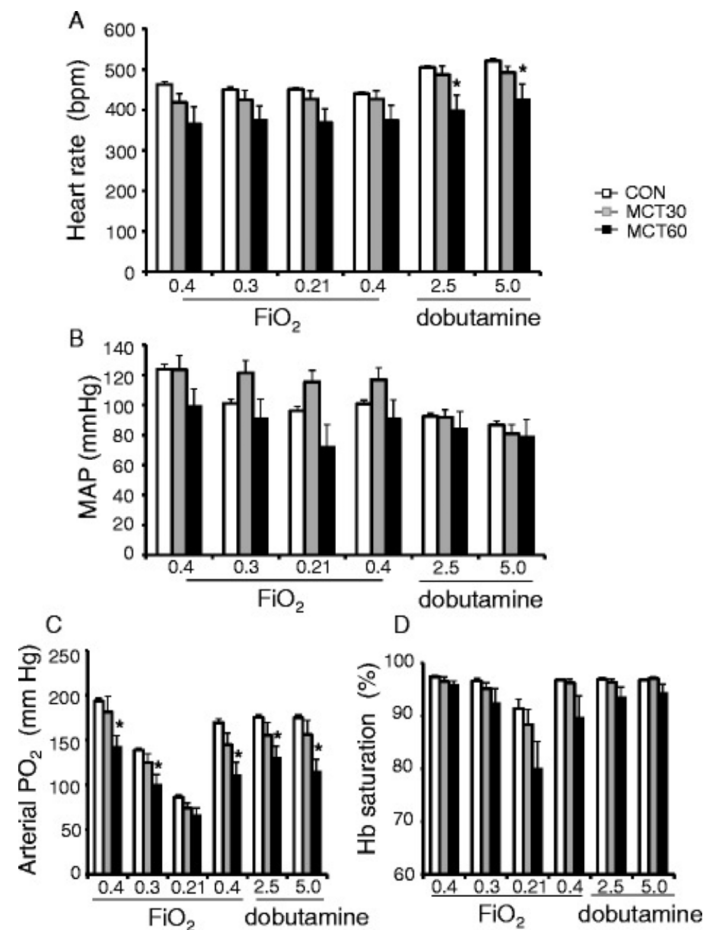 A
600
500
400
300
200
100
0
Heart rate (bpm)
* *
0.4 0.3 0.21 0.4 2.5 5.0
FiO2 dobutamine
CON
MCT30
MCT60
B
140
120
100
80
60
40
20
0
MAP (mmHg)
0.4 0.3 0.21 0.4 2.5 5.0
FiO2 dobutamine
C
250
200
150
100
50
0
Arterial PO2 (mm Hg)
* * * * *
0.4 0.3 0.21 0.4 2.5 5.0
FiO2 dobutamine
D
100
90
80
70
60
Hb saturation (%)
0.4 0.3 0.21 0.4 2.5 5.0
FiO2 dobutamine